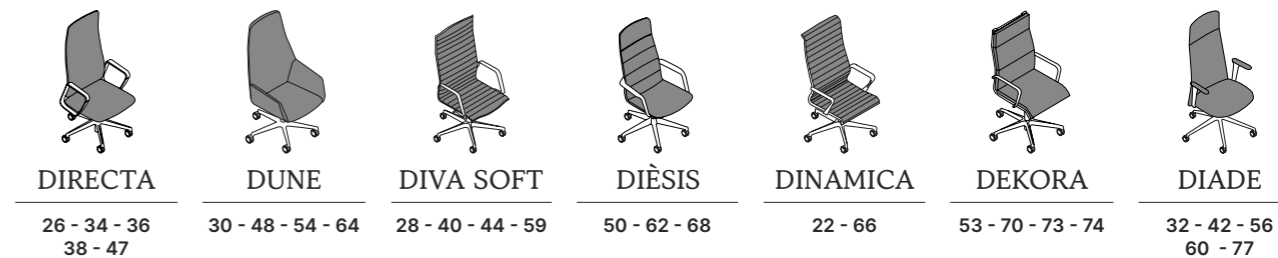 DIRECTA
26 - 34 - 36
38 - 47
DUNE
30 - 48 - 54 - 64
DIVA SOFT
28 - 40 - 44 - 59
DIÈSIS
50 - 62 - 68
DINAMICA
22 - 66
DEKORA
53 - 70 - 73 - 74
DIADE
32 - 42 - 56
60 - 77